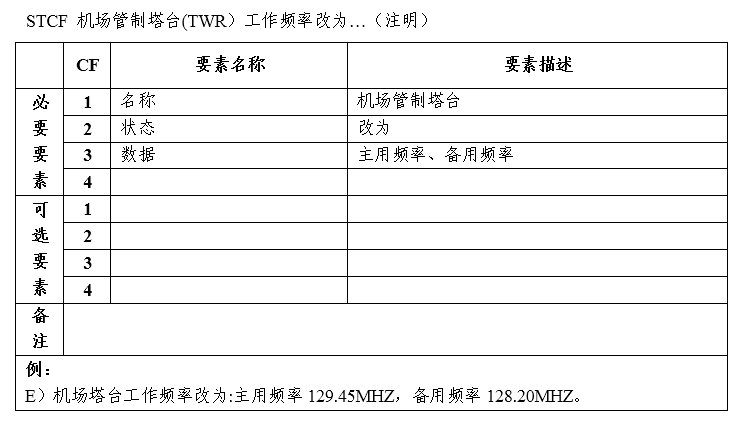 STCF 机场管制塔台(TWR）工作频率改为…（注明）
CF 要素名称 要素描述
必要要素
1 名称 机场管制塔台
2 状态 改为
3 数据 主用频率、备用频率
4
可选要素
1
2
3
4
备注
例：
E）机场塔台工作频率改为:主用频率 129.45MHZ，备用频率 128.20MHZ。